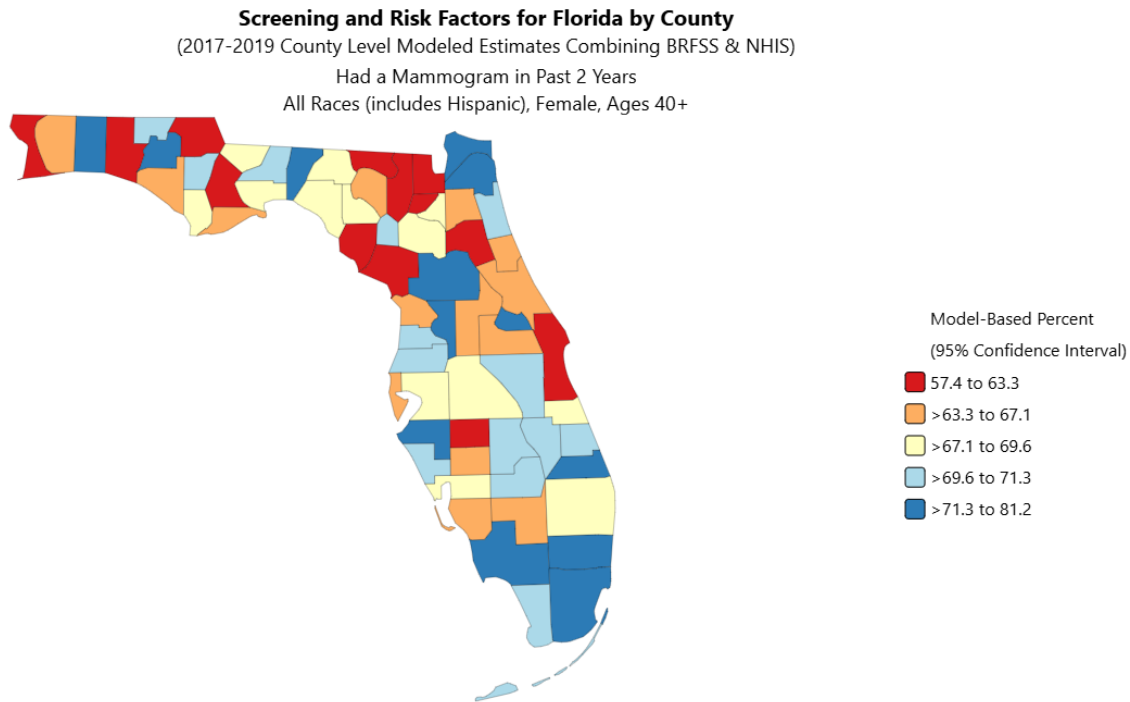 Screening and Risk Factors for Florida by County
(2017-2019 County Level Modeled Estimates Combining BRFSS & NHIS)
Had a Mammogram in Past 2 Years
All Races (includes Hispanic), Female, Ages 40+
Model-Based Percent
(95% Confidence Interval)
57.4 to 63.3
>63.3 to 67.1
>67.1 to 69.6
>69.6 to 71.3
>71.3 to 81.2